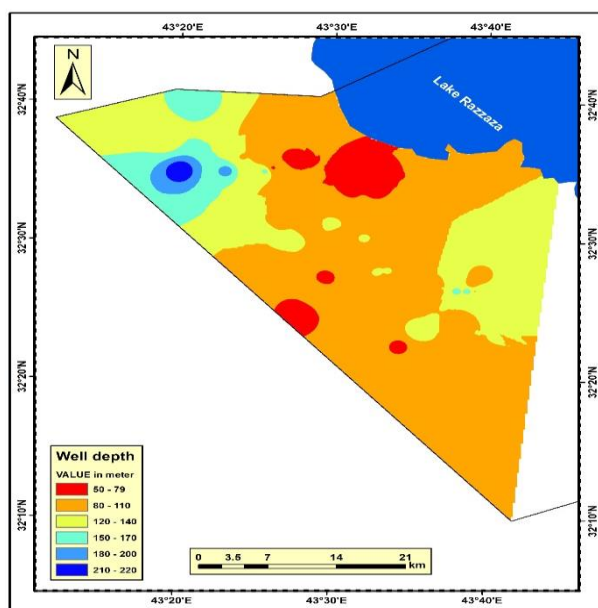 43°20'E 43°30'E 43°40'E
N
Lake Razzaza
32°40'N 32°40'N
32°30'N 32°30'N
32°20'N 32°20'N
32°10'N 32°10'N
Well depth
VALUE in meter
50 - 79
80 - 110
120 - 140
150 - 170
180 - 200
210 - 220
0 3.5 7 14 21
km
43°20'E 43°30'E 43°40'E